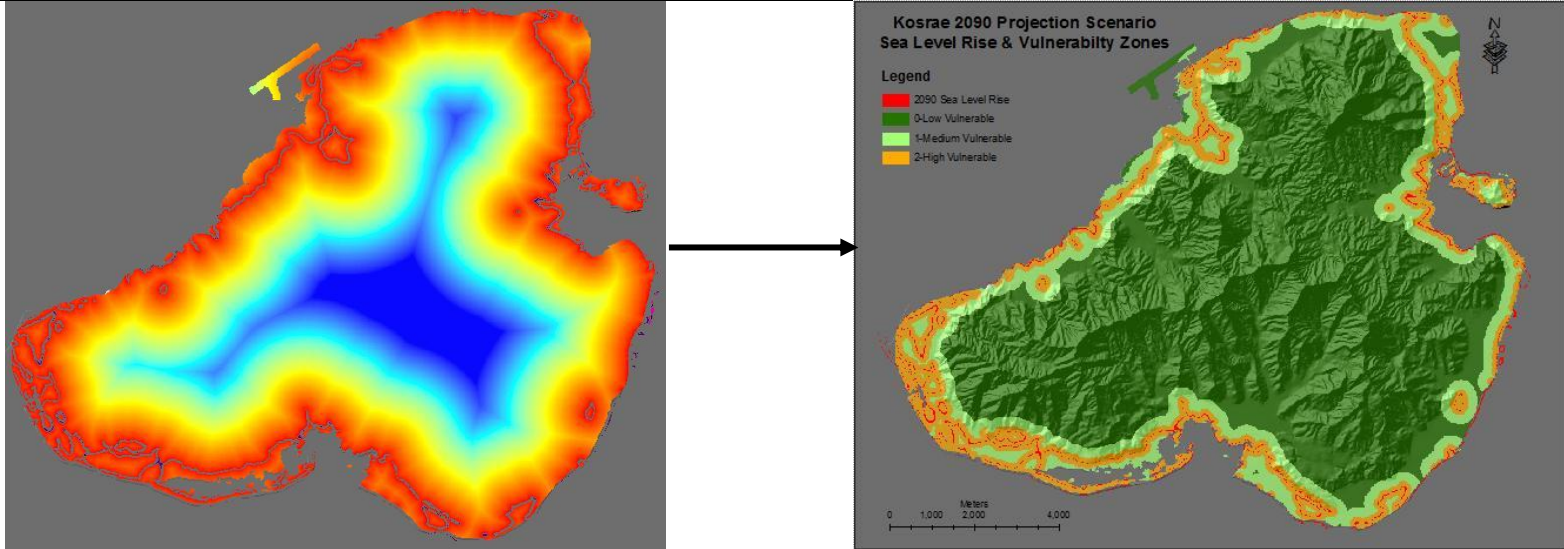 Kosrae 2090 Projection Scenario
Sea Level Rise & Vulnerabilty Zones
N
Legend
2090 Sea Level Rise
0-Low Vulnerable
1-Medium Vulnerable
2-High Vulnerable
Meters
0 1,000 2,000 4,000